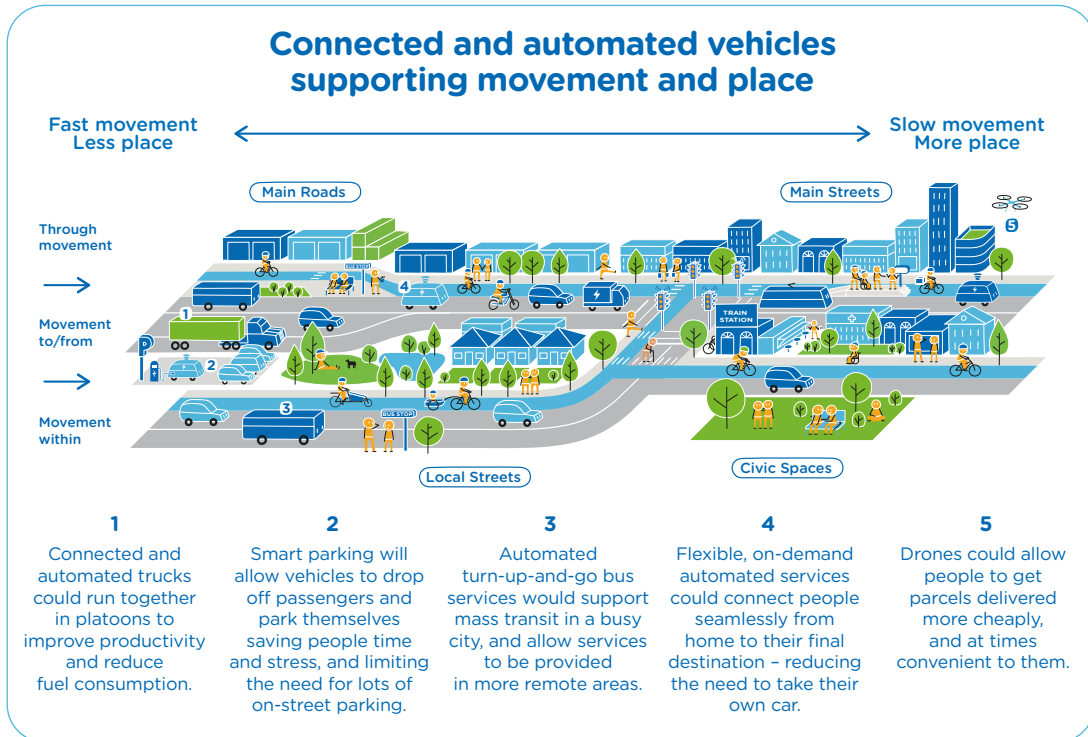 Connected and automated vehicles
supporting movement and place
Fast movement
Less place
Slow movement
More place
Main Roads
Main Streets
Through
movement
5
BUS STOP
4
1
Movement
to/from
TRAIN
STATION
P
2
3
BUS STOP
Movement
within
Local Streets
Civic Spaces
1
Connected and
automated trucks
could run together
in platoons to
improve productivity
and reduce
fuel consumption.
2
Smart parking will
allow vehicles to drop
off passengers and
park themselves
saving people time
and stress, and limiting
the need for lots of
on-street parking.
3
Automated
turn-up-and-go bus
services would support
mass transit in a busy
city, and allow services
to be provided
in more remote areas.
4
Flexible, on-demand
automated services
could connect people
seamlessly from
home to their final
destination – reducing
the need to take their
own car.
5
Drones could allow
people to get
parcels delivered
more cheaply,
and at times
convenient to them.